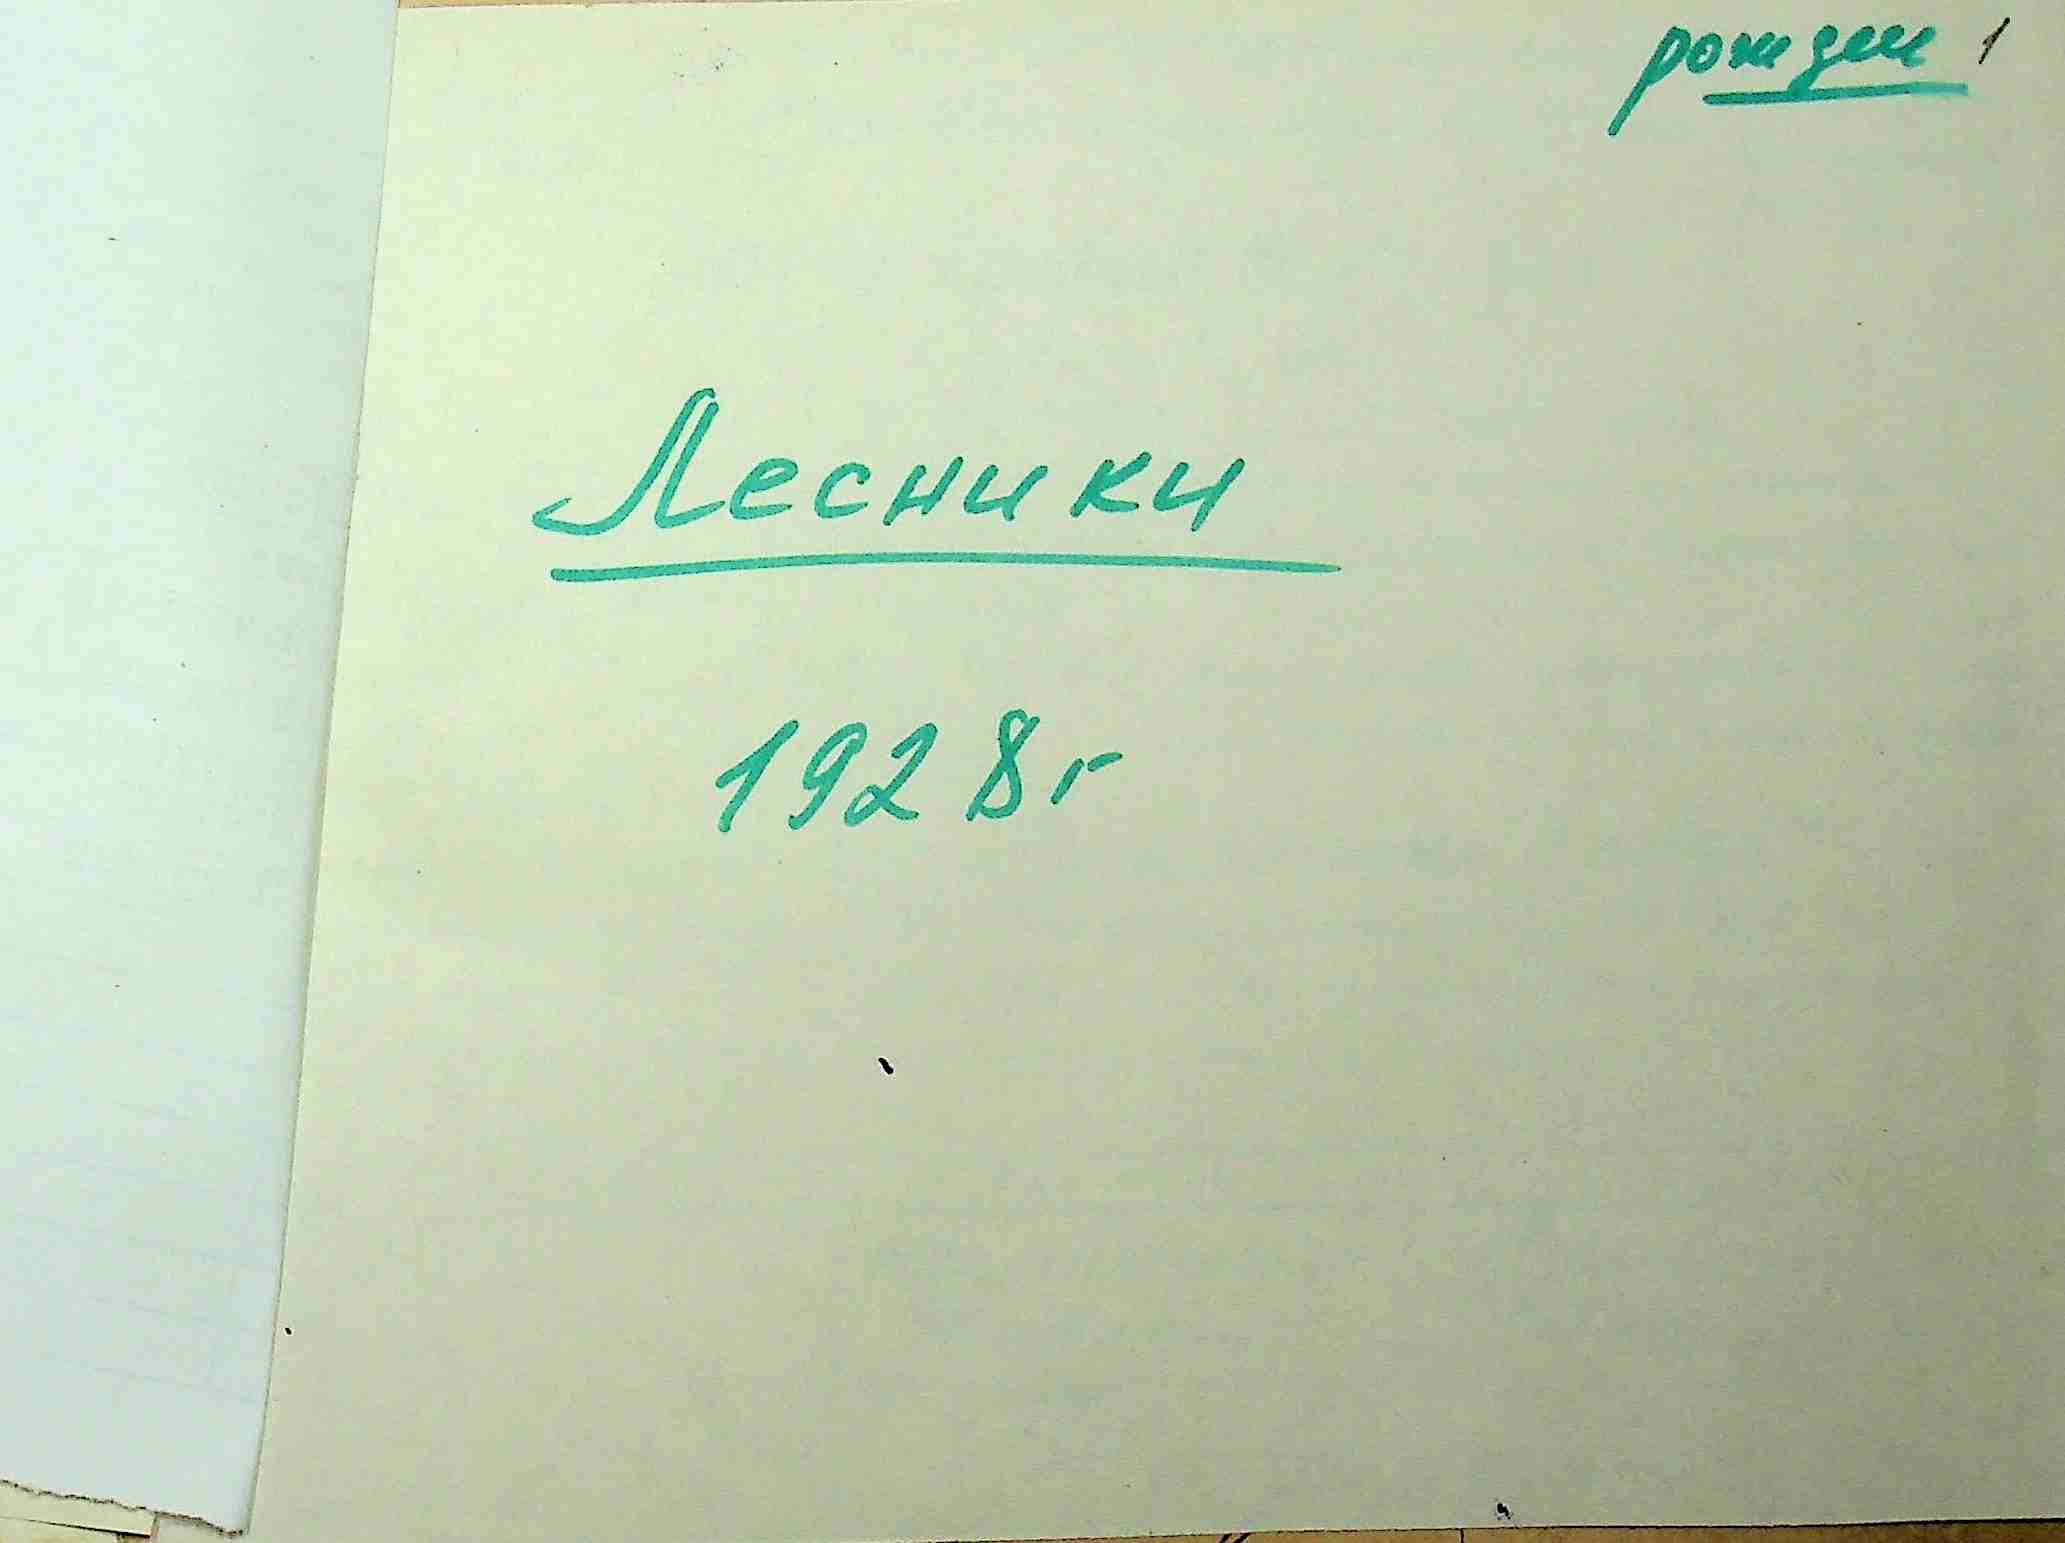 рожден 1
Лесники
1928г